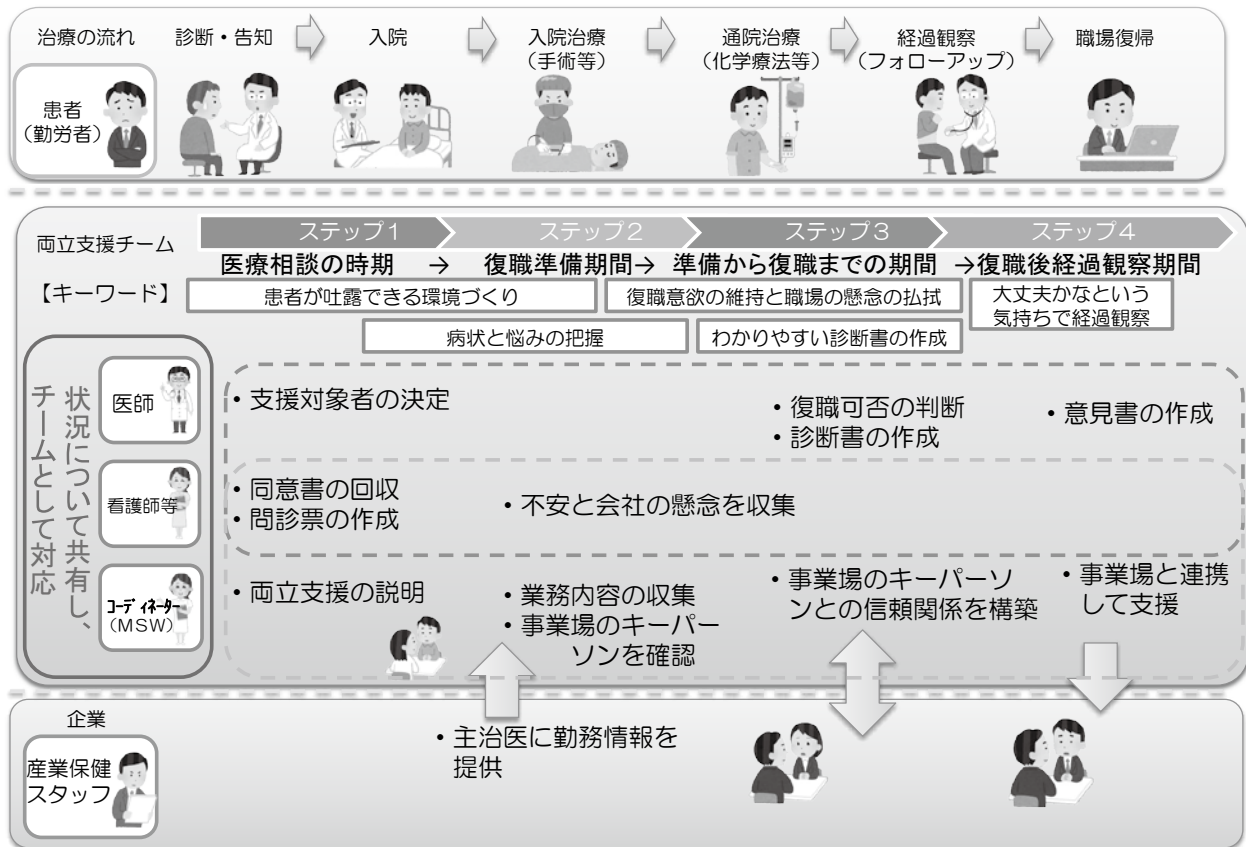 治療の流れ
診断・告知
入院
入院治療
（手術等）
通院治療
（化学療法等）
経過観察
（フォローアップ）
職場復帰
患者
（勤労者）
両立支援チーム
ステップ１
ステップ２
ステップ３
ステップ４
医療相談の時期 → 復職準備期間→ 準備から復職までの期間 →復職後経過観察期間
【キーワード】
患者が吐露できる環境づくり
復職意欲の維持と職場の懸念の払拭
大丈夫かなという
気持ちで経過観察
病状と悩みの把握
わかりやすい診断書の作成
状況について共有し、
チームとして対応
医師
・支援対象者の決定
・復職可否の判断
・診断書の作成
・意見書の作成
看護師等
・同意書の回収
・問診票の作成
・不安と会社の懸念を収集
コーディネーター
（MSW）
・両立支援の説明
・業務内容の収集
・事業場のキーパー
ソンを確認
・事業場のキーパーソ
ンとの信頼関係を構築
・事業場と連携
して支援
企業
産業保健
スタッフ
・主治医に勤務情報を
提供